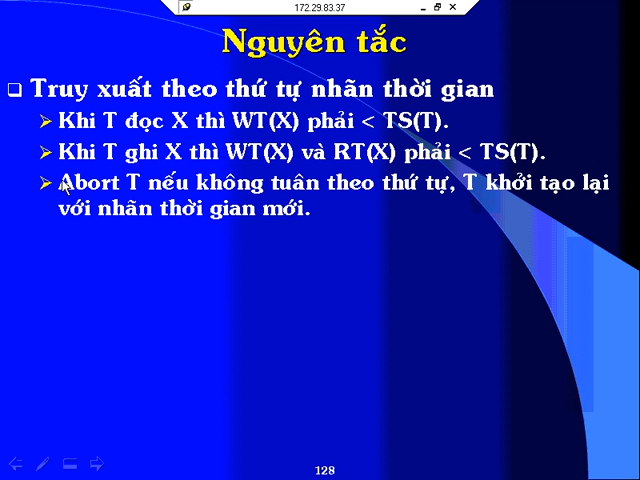 172.29.83.37
Nguyên tắc
Truy xuất theo thứ tự nhãn thời gian
Khi T đọc X thì WT(X) phải < TS(T).
Khi T ghi X thì WT(X) và RT(X) phải < TS(T).
Abort T nếu không tuân theo thứ tự, T khởi tạo lại
với nhãn thời gian mới.
128